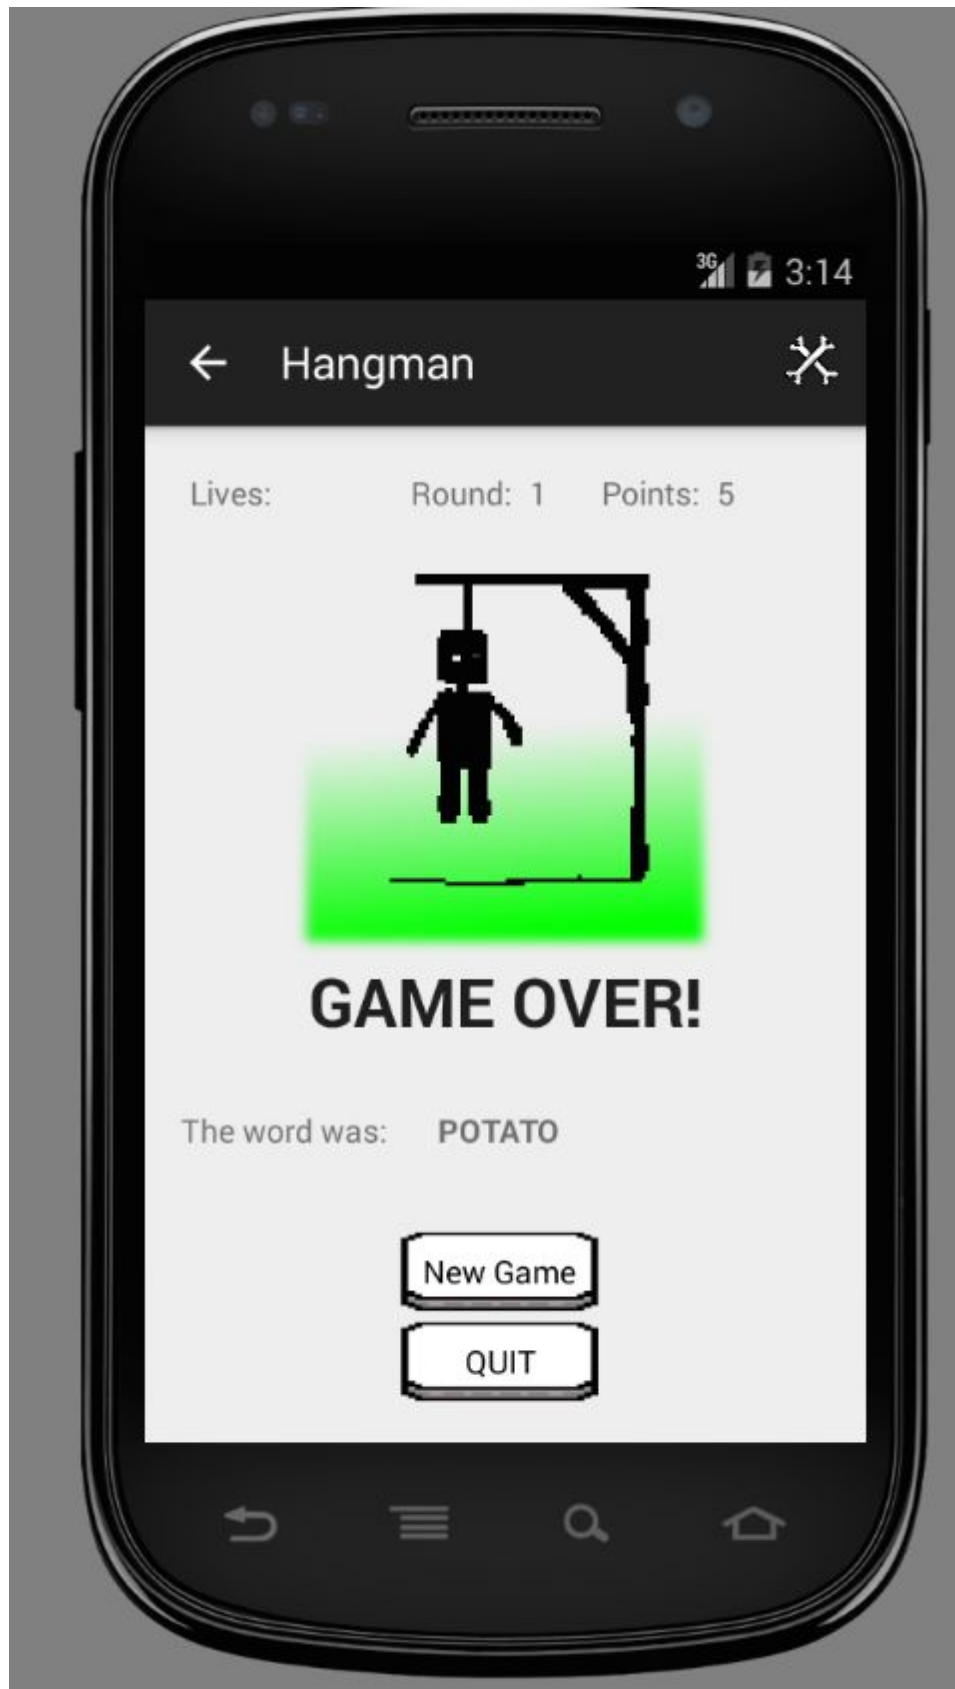 3G 3:14
Hangman
Lives: Round: 1 Points: 5
GAME OVER!
The word was: POTATO
New Game
QUIT